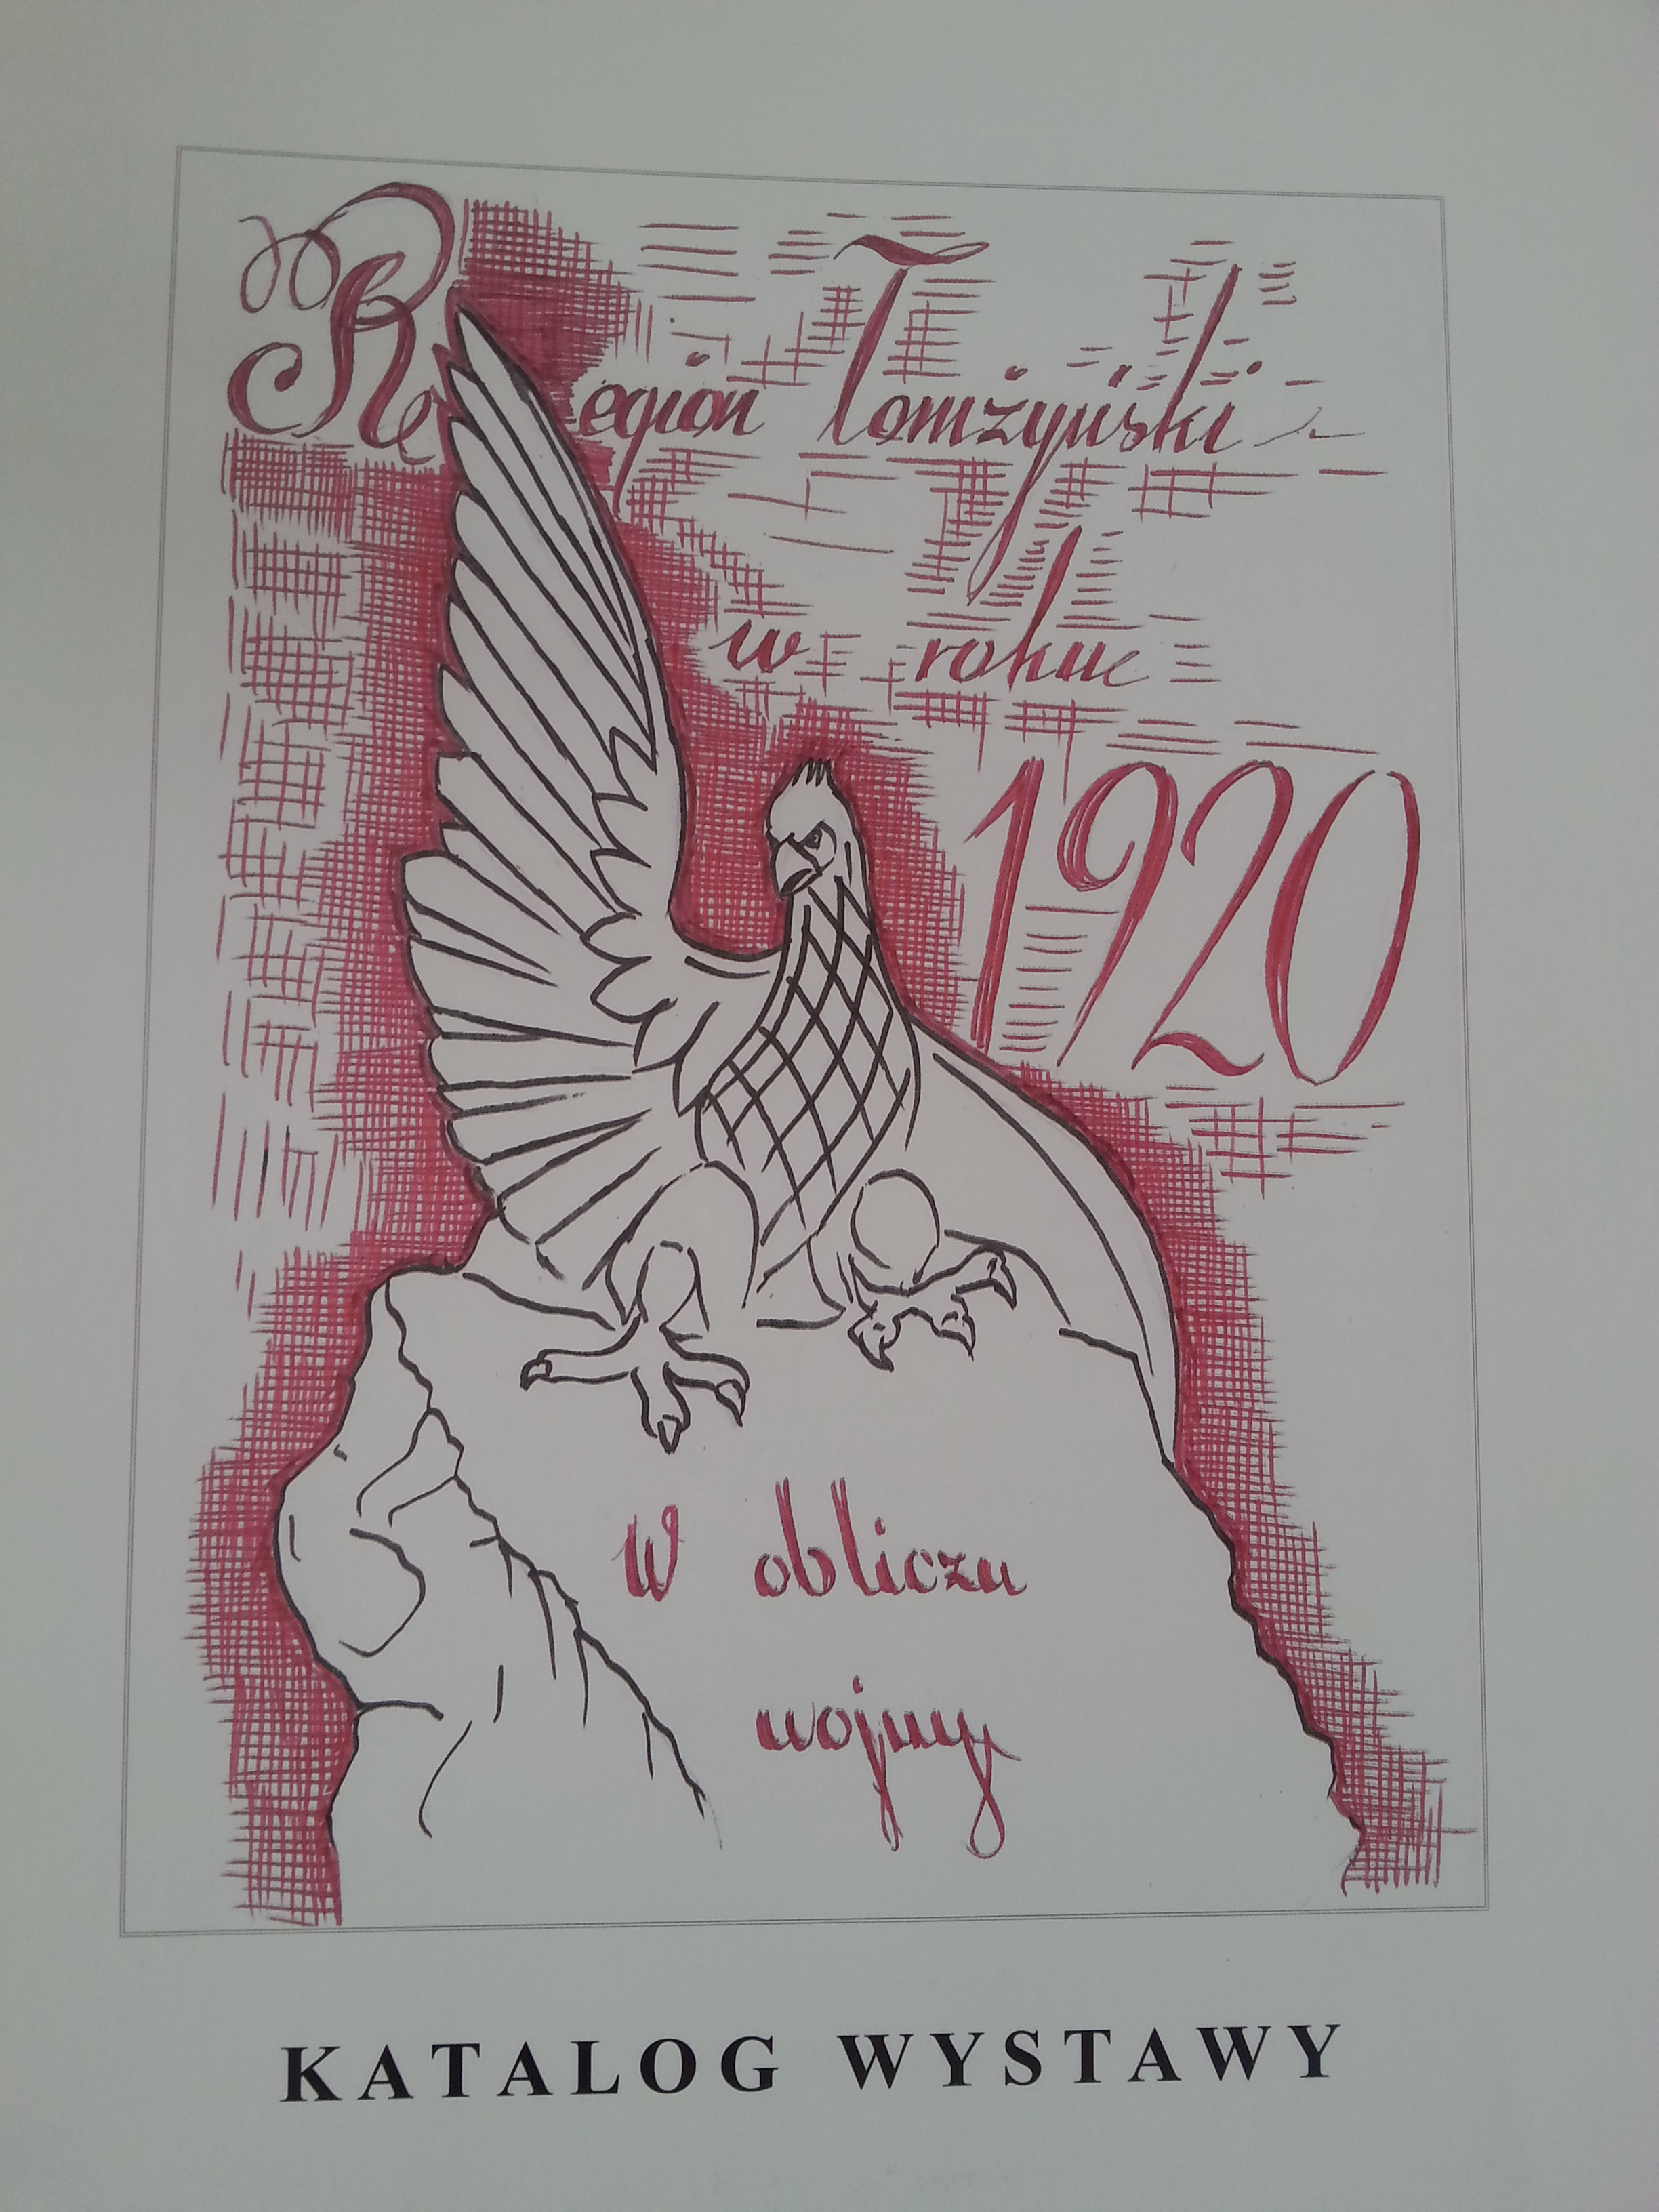 Region Łomżyński
w roku
1920
W obliczu
wojny
KATALOG WYSTAWY